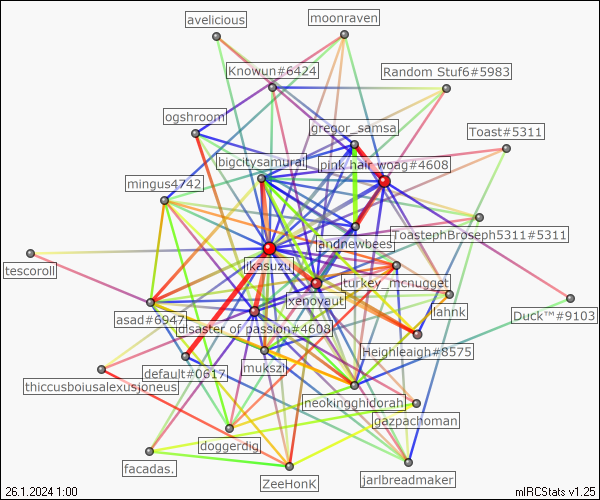 avelicious
moonraven
Knowun#6424
Random Stuf6#5983
ogshroom
gregor_samsa
Toast#5311
bigcitysamurai
pink hair woag#4608
mingus4742
ToastephBroseph5311#5311
landnewbees
tescoroll
ikasuzu
turkey_mcnugget
xenoyaut
lahnk
asad#6947
disaster of passion#4608
Duck™#9103
Heighleaigh#8575
mukszi
default#0617
thiccusboiusalexusjoneus
neokingghidorah
gazpachoman
doggerdig
facadas.
ZeeHonK
jarlbreadmaker
26.1.2024 1:00
mIRCStats v1.25